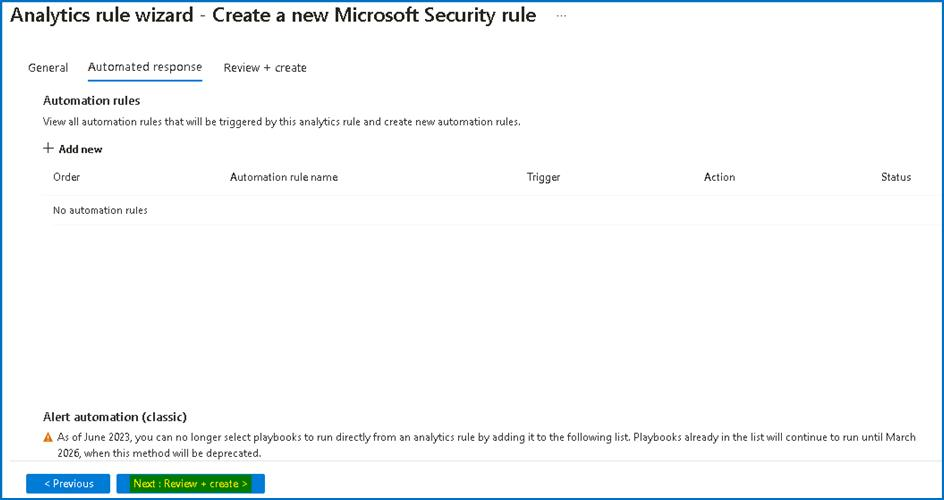 Analytics rule wizard - Create a new Microsoft Security rule ...
General Automated response Review + create
Automation rules
View all automation rules that will be triggered by this analytics rule and create new automation rules.
+ Add new
Order Automation rule name Trigger Action Status
No automation rules
Alert automation (classic)
As of June 2023, you can no longer select playbooks to run directly from an analytics rule by adding it to the following list. Playbooks already in the list will continue to run until March
2026, when this method will be deprecated.
< Previous Next : Review + create >